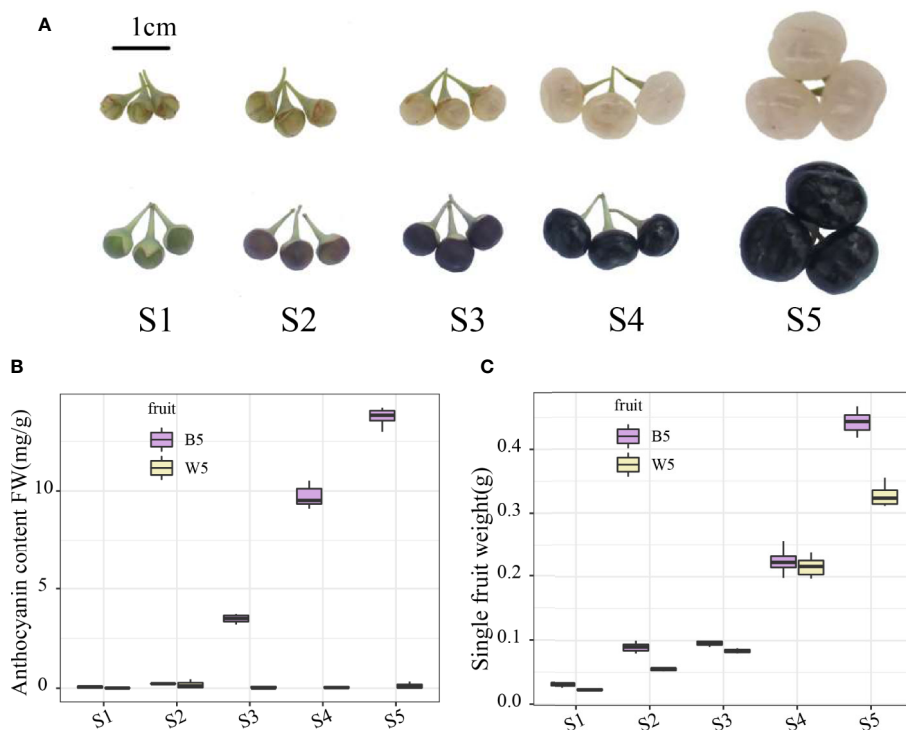 A
1cm
S1 S2 S3 S4 S5
B
Anthocyanin content FW(mg/g)
fruit
B5
W5
10
5
0
S1 S2 S3 S4 S5
C
Single fruit weight(g)
fruit
B5
W5
0.4
0.3
0.2
0.1
0.0
S1 S2 S3 S4 S5